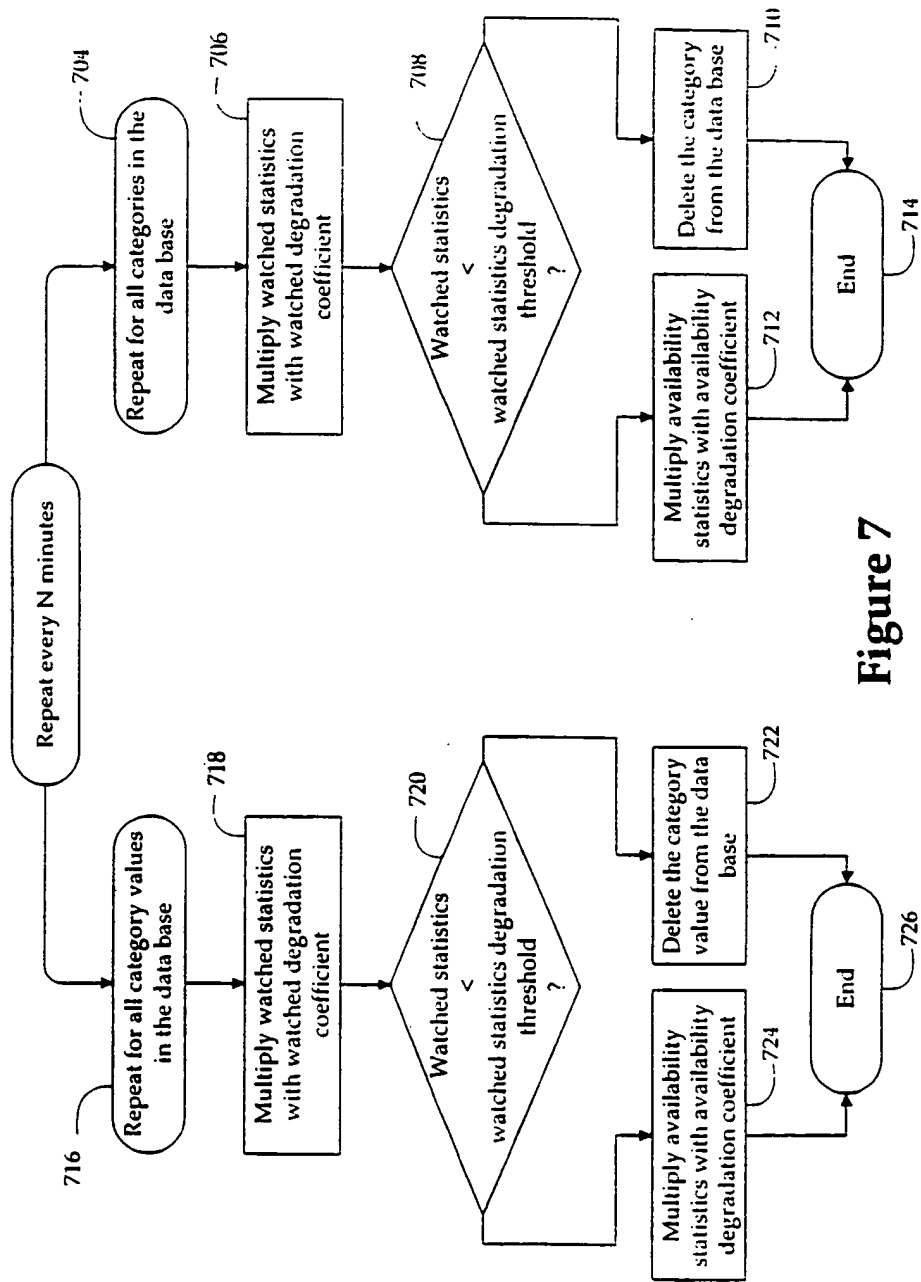 Repeat every N minutes
716
Repeat for all category values
in the data base
718
Multiply watched statistics
with watched degradation
coefficient
720
Watched statistics
<
watched statistics degradation
threshold
?
724
Multiply availability
statistics with availability
degradation coefficient
722
Delete the category
value from the data
base
End
726
704
Repeat for all categories in the
data base
706
Multiply watched statistics
with watched degradation
coefficient
708
Watched statistics
<
watched statistics degradation
threshold
?
712
Multiply availability
statistics with availability
degradation coefficient
710
Delete the category
from the data base
End
714
Figure 7